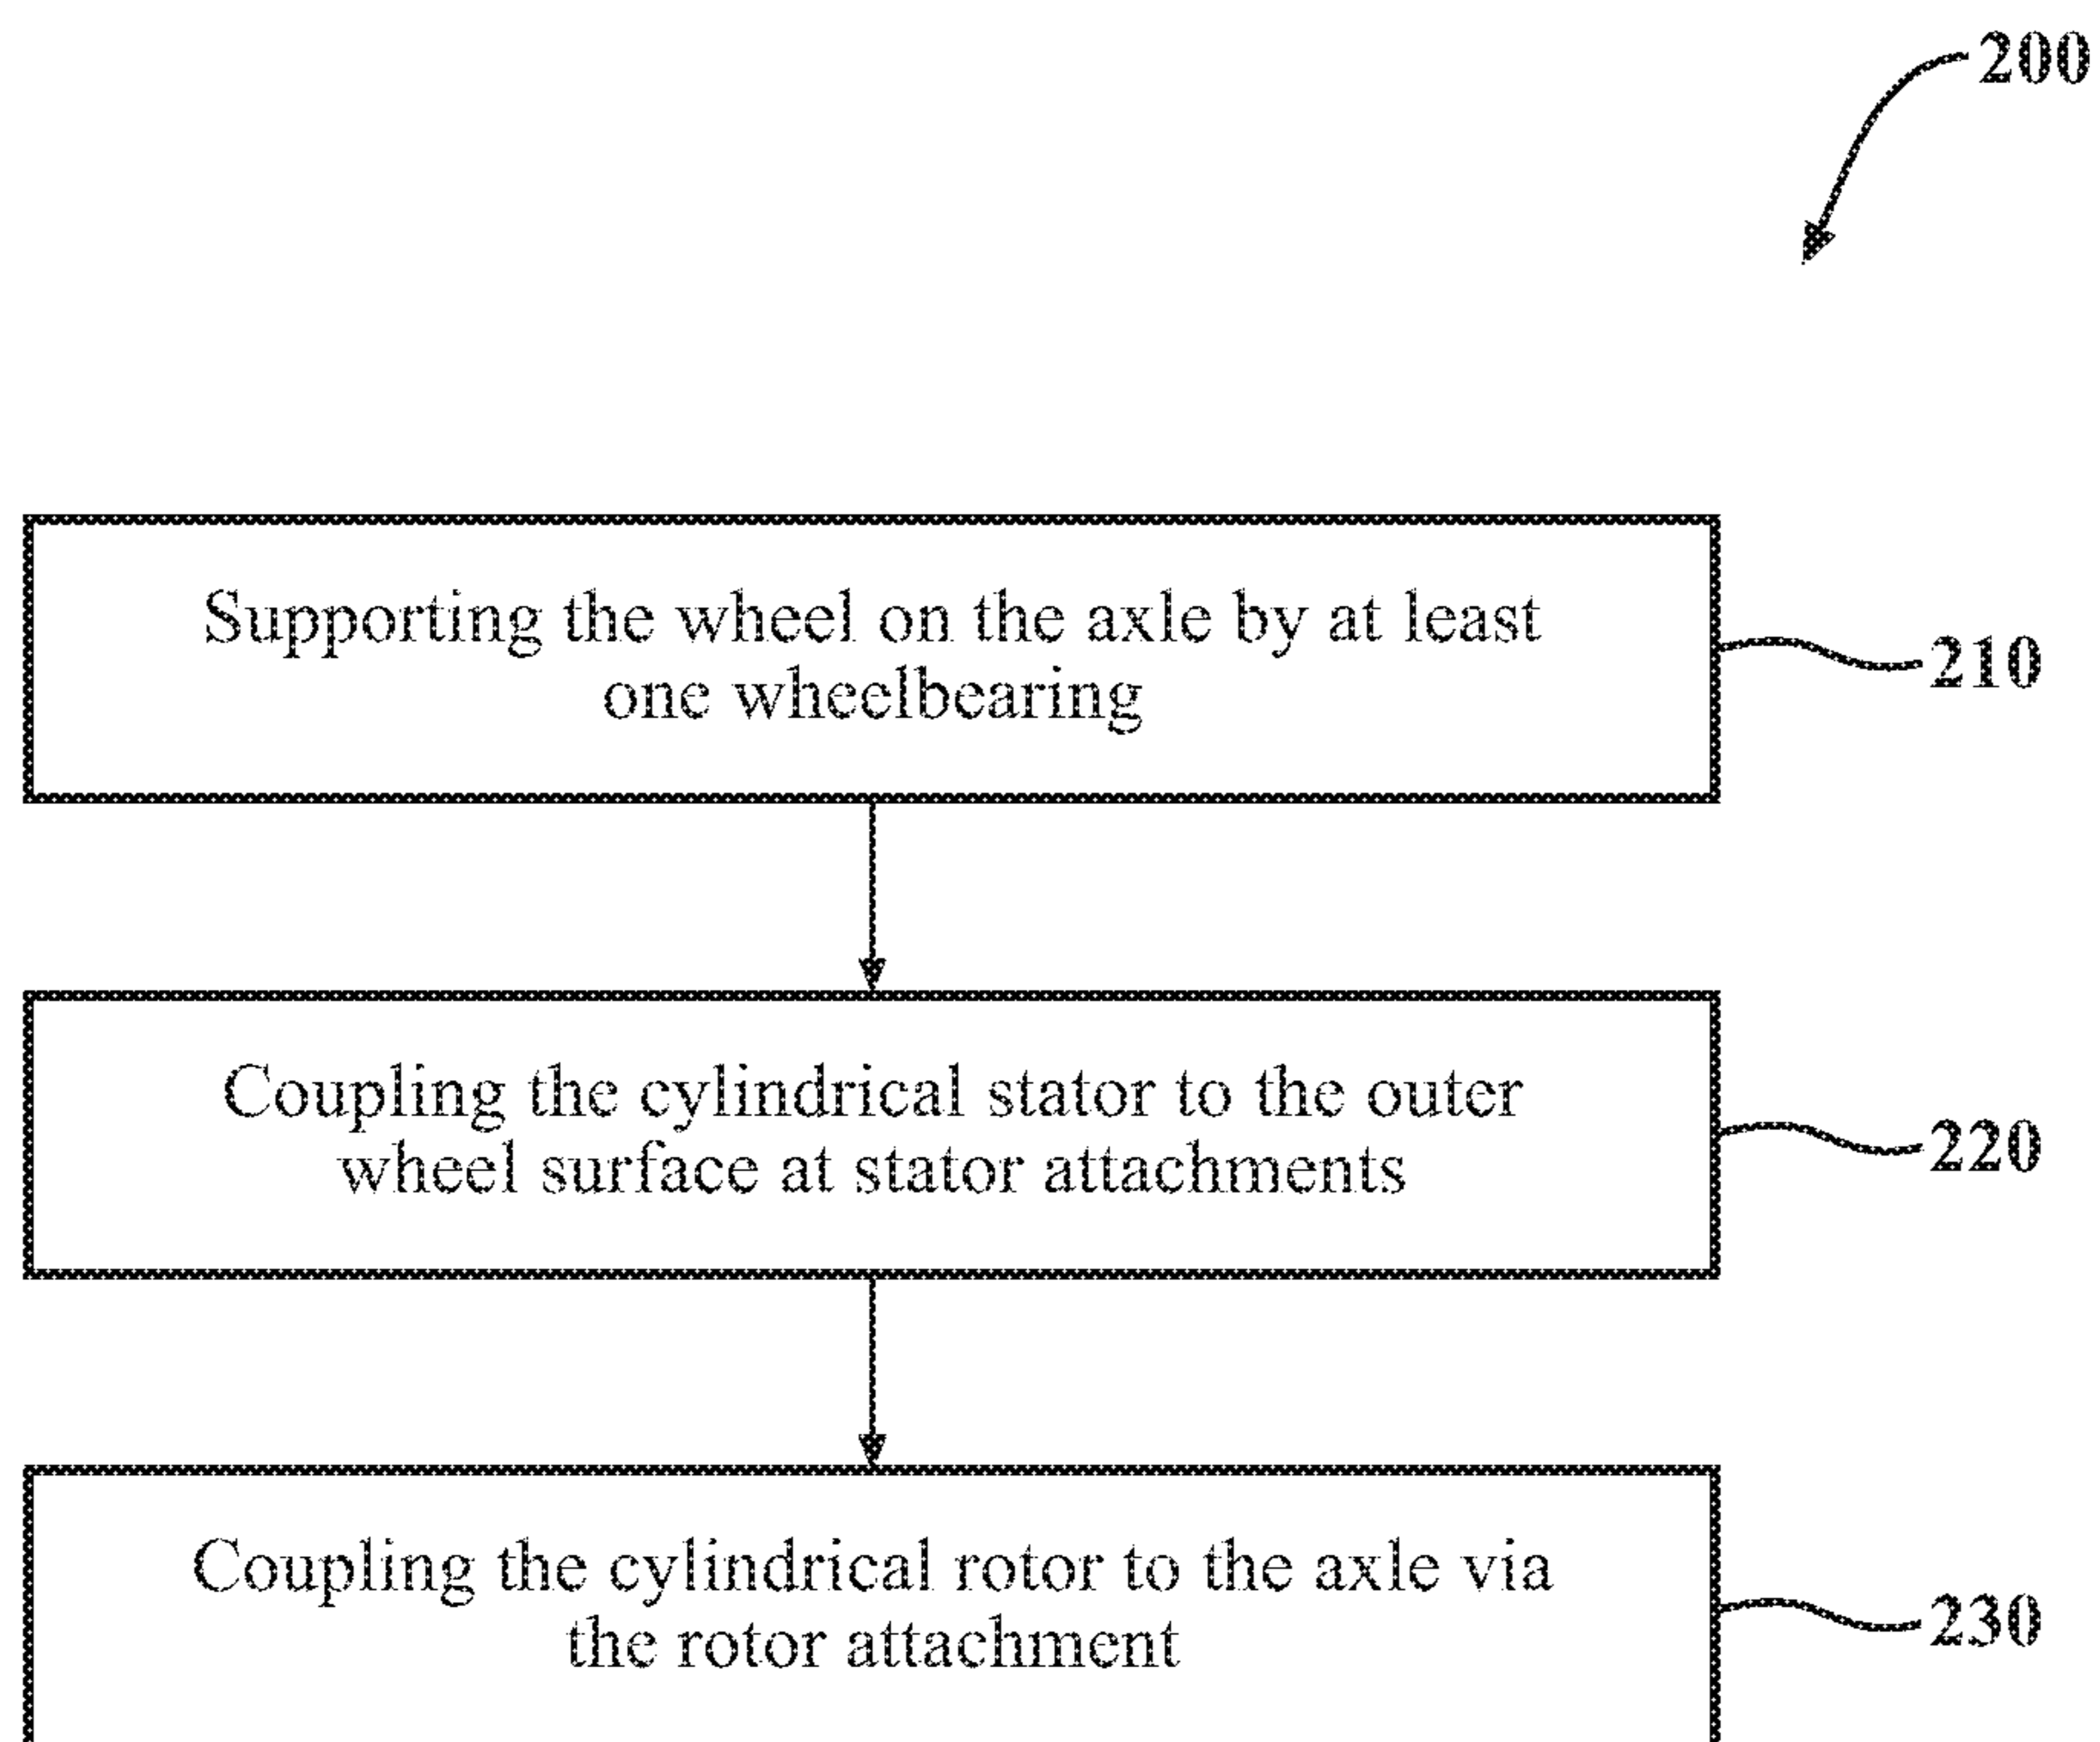 200
Supporting the wheel on the axle by at least
one wheelbearing
210
Coupling the cylindrical stator to the outer
wheel surface at stator attachments
220
Coupling the cylindrical rotor to the axle via
the rotor attachment
230